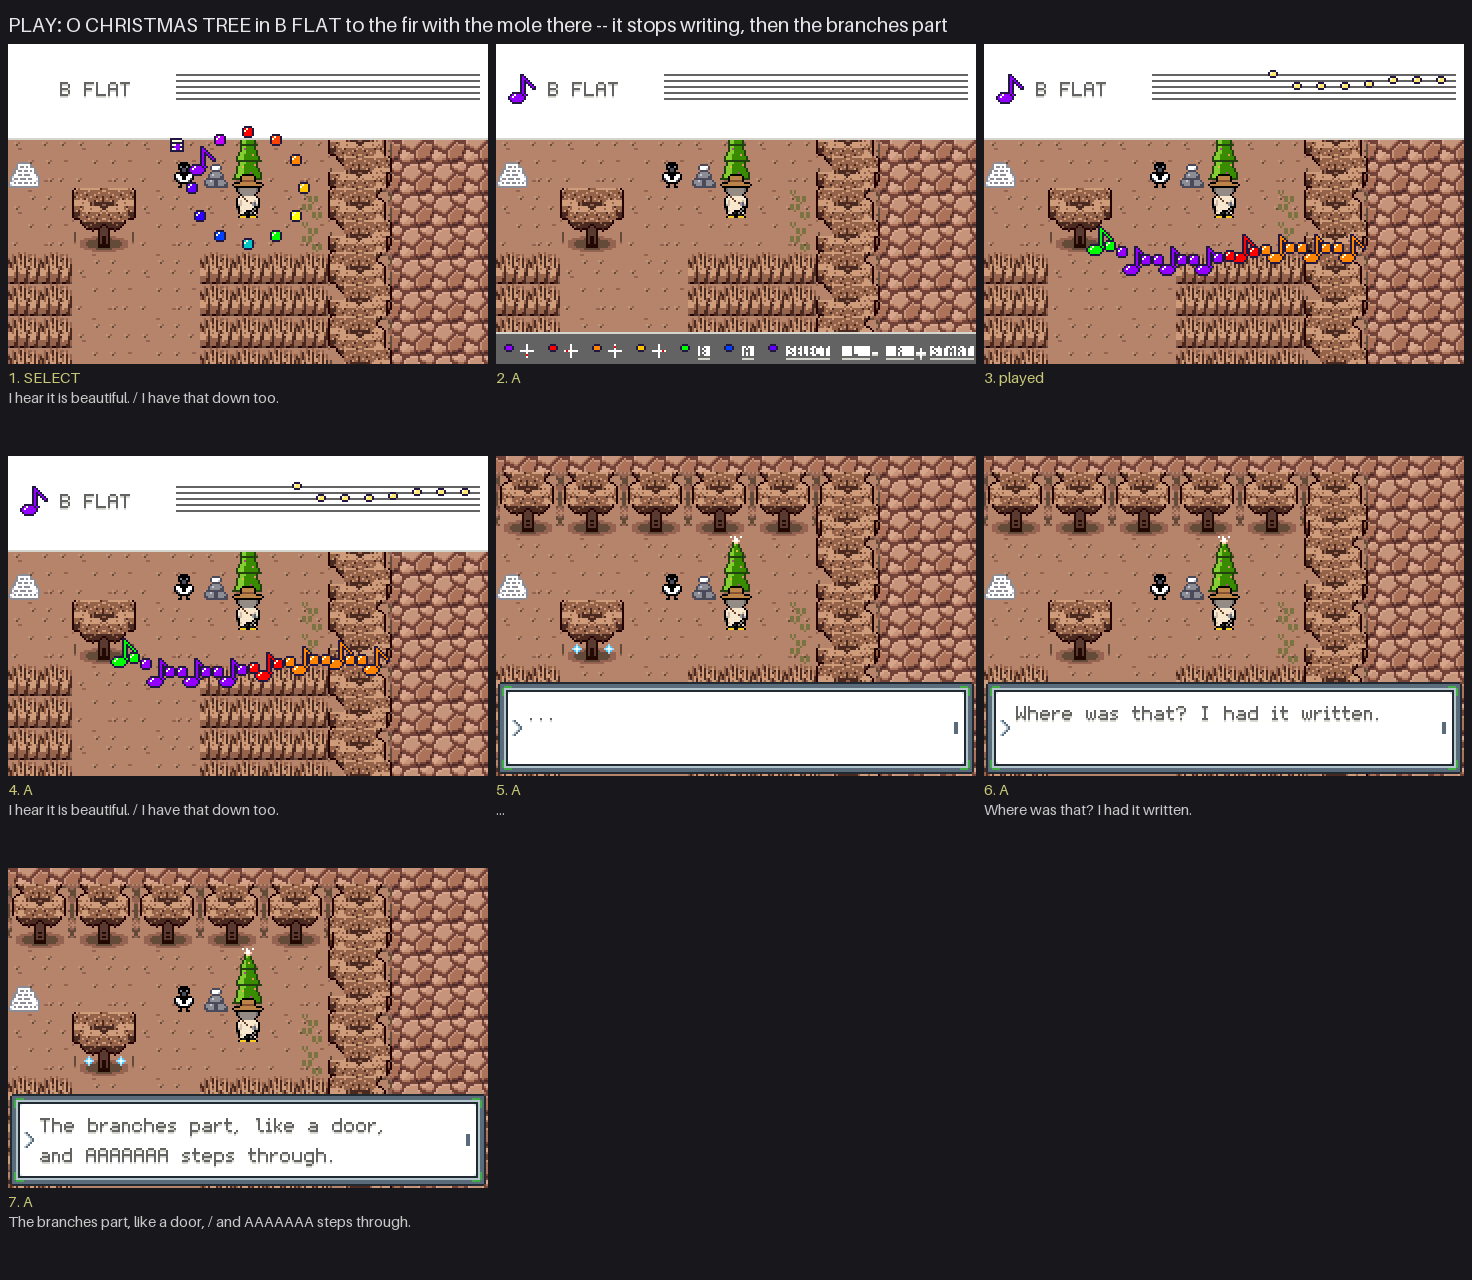 PLAY: O CHRISTMAS TREE in B FLAT to the fir with the mole there -- it stops writing, then the branches part
B FLAT
B FLAT
B A SELECT L - R + START
B FLAT
1. SELECT
I hear it is beautiful. / I have that down too.
2. A
3. played
B FLAT
...
Where was that? I had it written.
4. A
I hear it is beautiful. / I have that down too.
5. A
...
6. A
Where was that? I had it written.
The branches part, like a door,
and AAAAAAA steps through.
7. A
The branches part, like a door, / and AAAAAAA steps through.